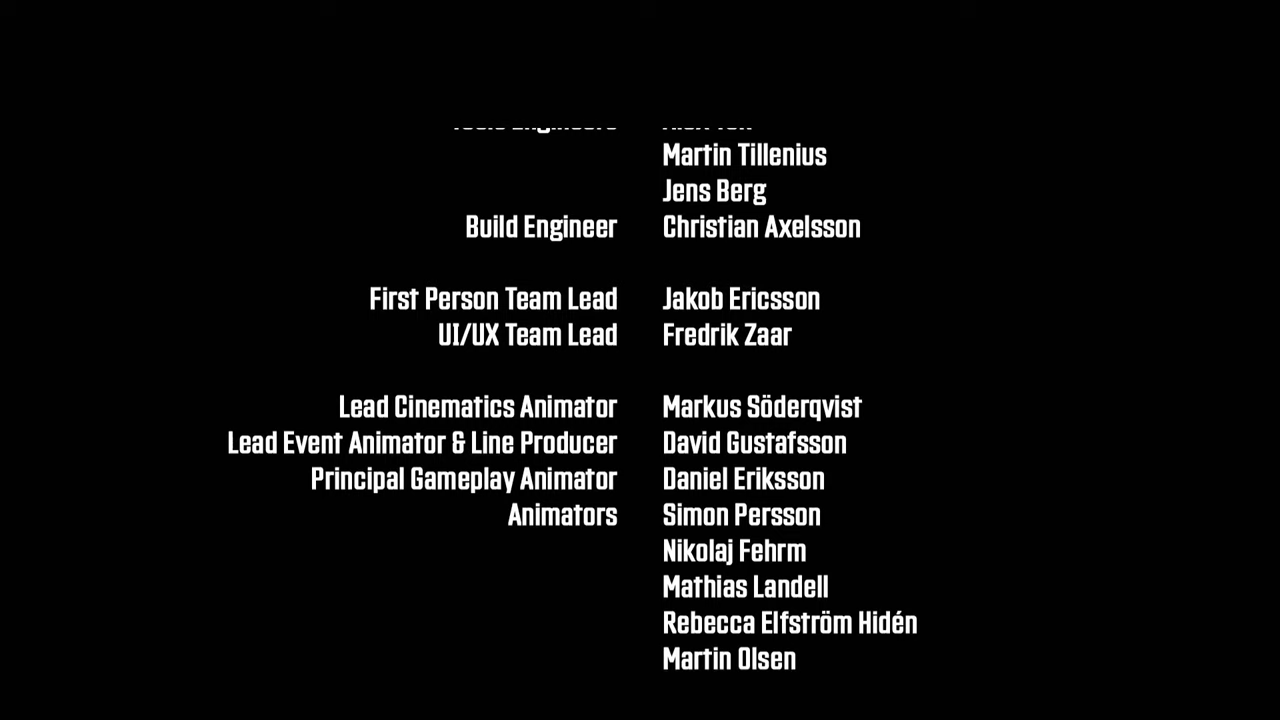 Tools Engineers
Martin Tillenius
Jens Berg
Build Engineer Christian Axelsson
First Person Team Lead Jakob Ericsson
UI/UX Team Lead Fredrik Zaar
Lead Cinematics Animator Markus Söderqvist
Lead Event Animator & Line Producer David Gustafsson
Principal Gameplay Animator Daniel Eriksson
Animators Simon Persson
Nikolaj Fehrm
Mathias Landell
Rebecca Elfström Hidén
Martin Olsen